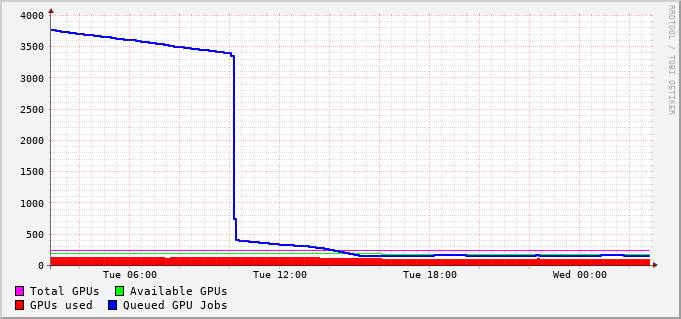 4000
3500
3000
2500
2000
1500
1000
500
0
Tue 06:00 Tue 12:00 Tue 18:00 Wed 00:00
Total GPUs Available GPUs
GPUs used Queued GPU Jobs
RRDTOOL / TOBI OETIKER